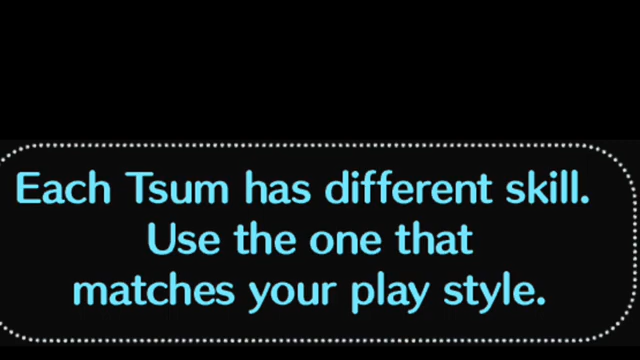 Each Tsum has different skill.
Use the one that
matches your play style.